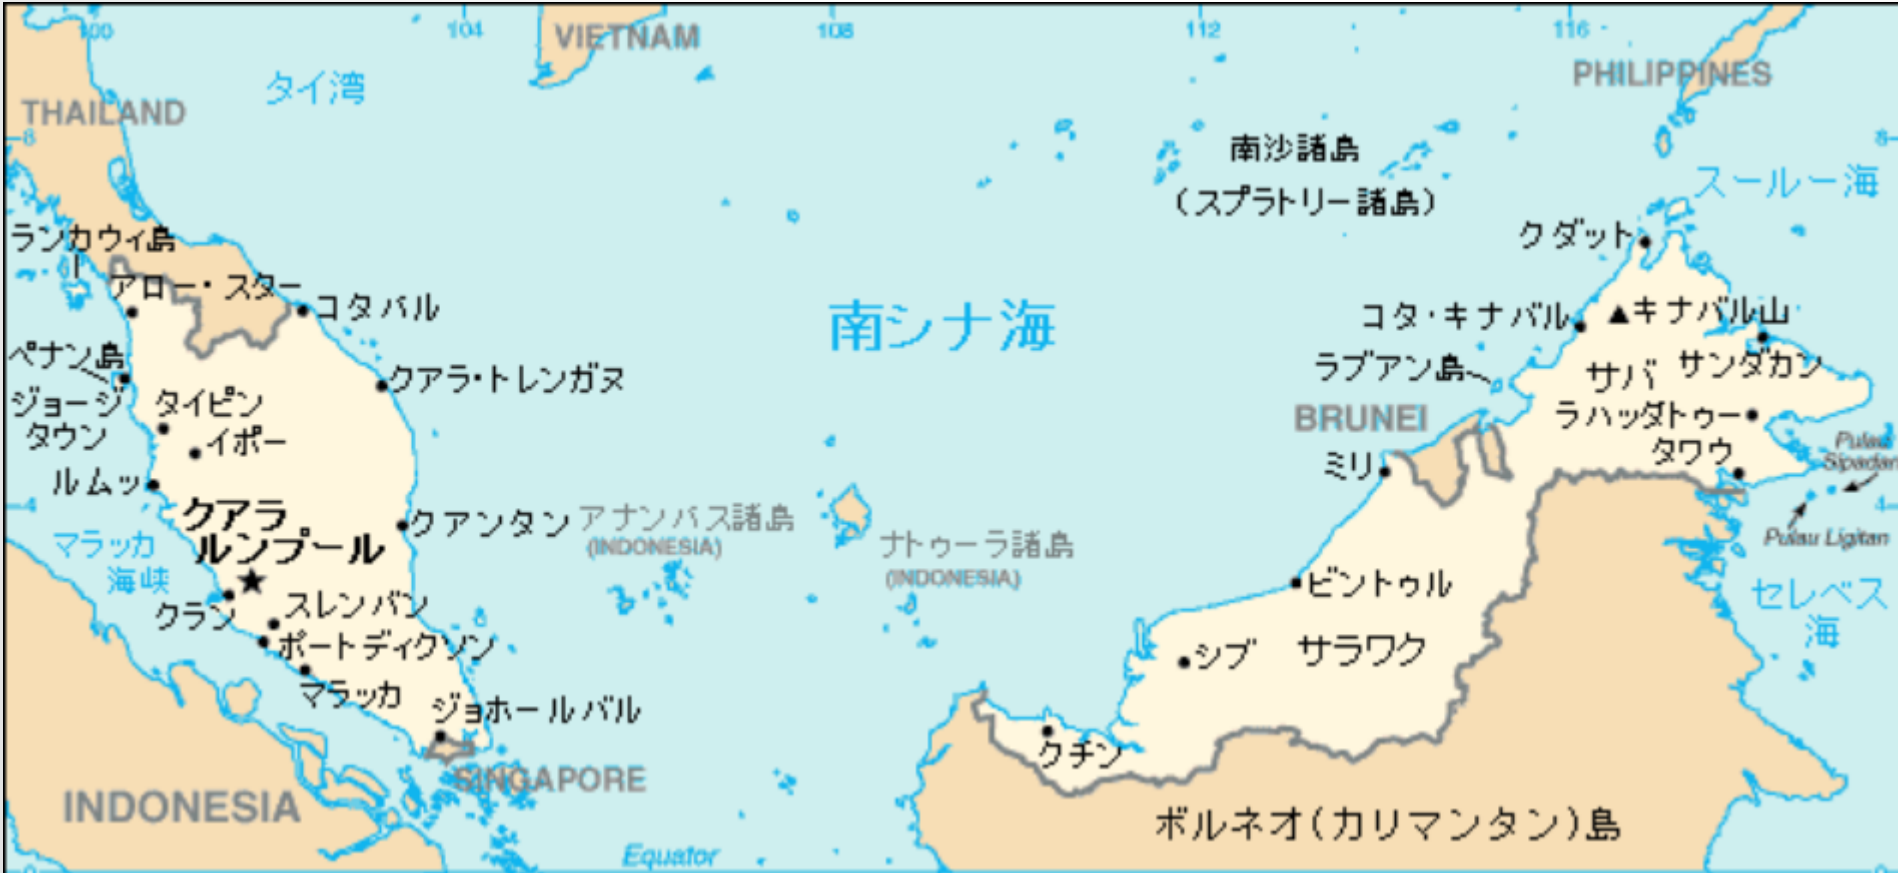 100
104
108
112
116
VIETNAM
PHILIPPINES
タイ湾
THAILAND
8
8
南沙諸島
(スプラトリー諸島)
スールー海
ランカウィ島
クダット
アロー・スター
コタバル
南シナ海
コタ・キナバル
キナバル山
ペナン島
ラブアン島
サンダカン
サバ
クアラ・トレンガヌ
ジョージ
タウン
タイピン
イポー
BRUNEI
ラハッダトゥー
タワウ
Pulau
Sipadan
ミリ
ルムッ
4
4
クアラ
ルンプール
クアンタン
アナンバス諸島
(INDONESIA)
ナトゥーラ諸島
(INDONESIA)
Pulau Ligitan
マラッカ
海峡
セレベス
海
ビントゥル
クラン
スレンバン
ポートディクソン
シブ
サラワク
マラッカ
ジョホールバル
クチン
SINGAPORE
INDONESIA
ボルネオ(カリマンタン)島
Equator
0
0